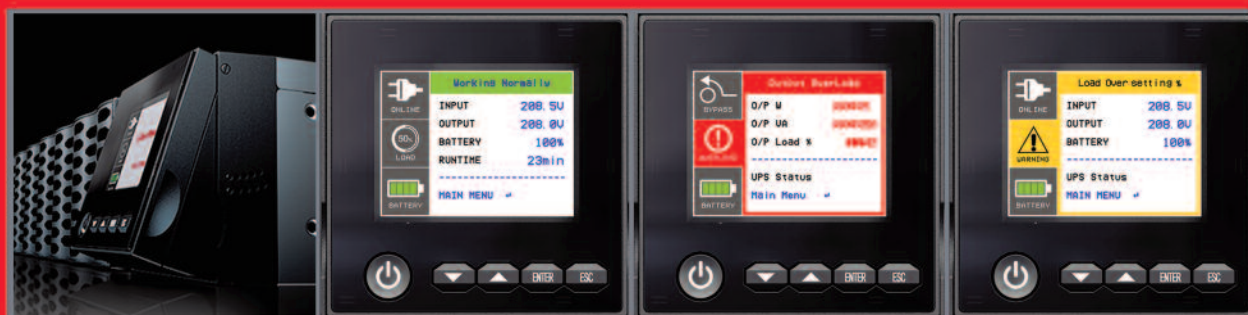 Working Normally
ONLINE
INPUT 208.5V
OUTPUT 208.0V
50%
LOAD
BATTERY 100%
RUNTIME 23min
BATTERY
MAIN MENU
ENTER ESC
Output Overload
BYPASS
O/P W
O/P VA
O/P Load %
UPS Status
BATTERY
Main Menu
ENTER ESC
Load Over setting %
ONLINE
INPUT 208.5V
OUTPUT 208.0V
BATTERY 100%
WARNING
UPS Status
BATTERY
MAIN MENU
ENTER ESC